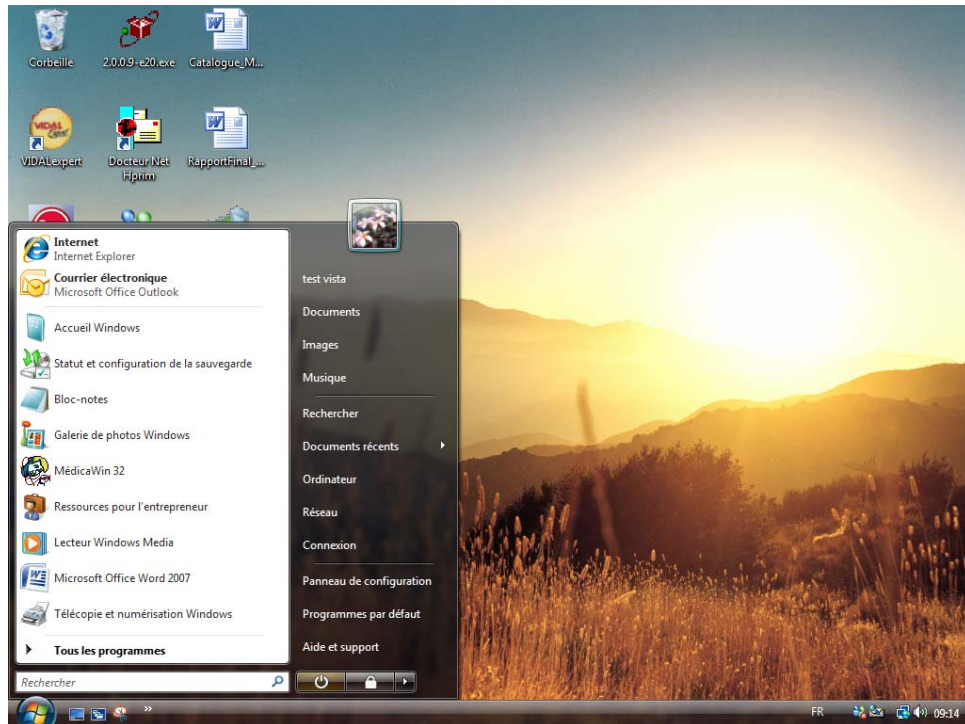 Corbeille
2.0.0.9-e20.exe
Catalogue_M...
VIDAL
VIDALexpert
Docteur Net
Hprim
RapportFinal_...
Internet
Internet Explorer
Courrier électronique
Microsoft Office Outlook
Accueil Windows
Statut et configuration de la sauvegarde
Bloc-notes
Galerie de photos Windows
MédicaWin 32
Ressources pour l'entrepreneur
Lecteur Windows Media
Microsoft Office Word 2007
Télécopie et numérisation Windows
Tous les programmes
Rechercher
test vista
Documents
Images
Musique
Rechercher
Documents récents
Ordinateur
Réseau
Connexion
Panneau de configuration
Programmes par défaut
Aide et support
FR
09:14